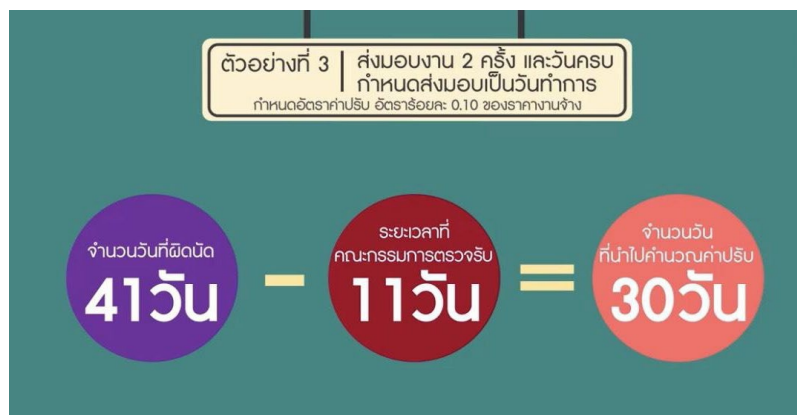 ตัวอย่างที่ 3
ส่งมอบงาน 2 ครั้ง และวันครบ
กำหนดส่งมอบเป็นวันทำการ
กำหนดอัตราค่าปรับ อัตราร้อยละ 0.10 ของราคางานจ้าง
จำนวนวันที่ผิดนัด
41วัน
-
ระยะเวลาที่
คณะกรรมการตรวจรับ
11วัน
=
จำนวนวัน
ที่นำไปคำนวณค่าปรับ
30วัน